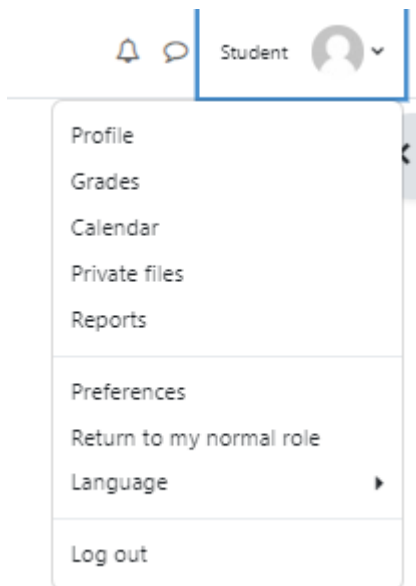 Student
Profile
Grades
Calendar
Private files
Reports
Preferences
Return to my normal role
Language
Log out